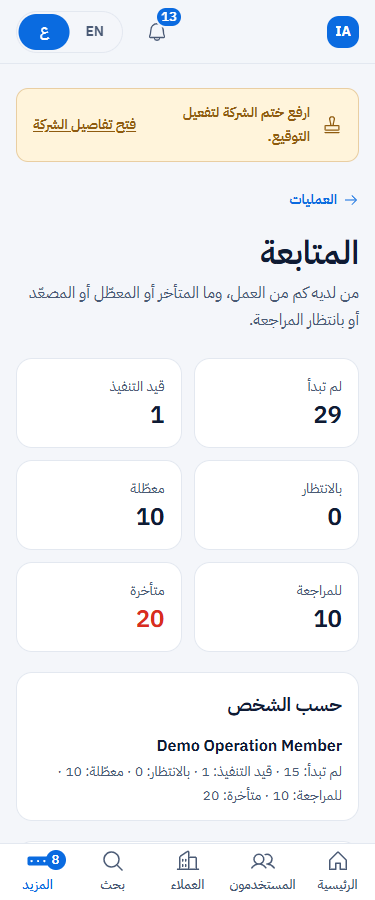 IA
13
EN
ع
ارفع ختم الشركة لتفعيل
التوقيع.
فتح تفاصيل الشركة
العمليات
المتابعة
من لديه كم من العمل، وما المتأخر أو المعطّل أو المصعّد
أو بانتظار المراجعة.
لم تبدأ
29
قيد التنفيذ
1
بالانتظار
0
معطّلة
10
للمراجعة
10
متأخرة
20
حسب الشخص
Demo Operation Member
لم تبدأ: 15 · قيد التنفيذ: 1 · بالانتظار: 0 · معطّلة: 10 ·
للمراجعة: 10 · متأخرة: 20
الرئيسية
المستخدمون
العملاء
بحث
8
المزيد